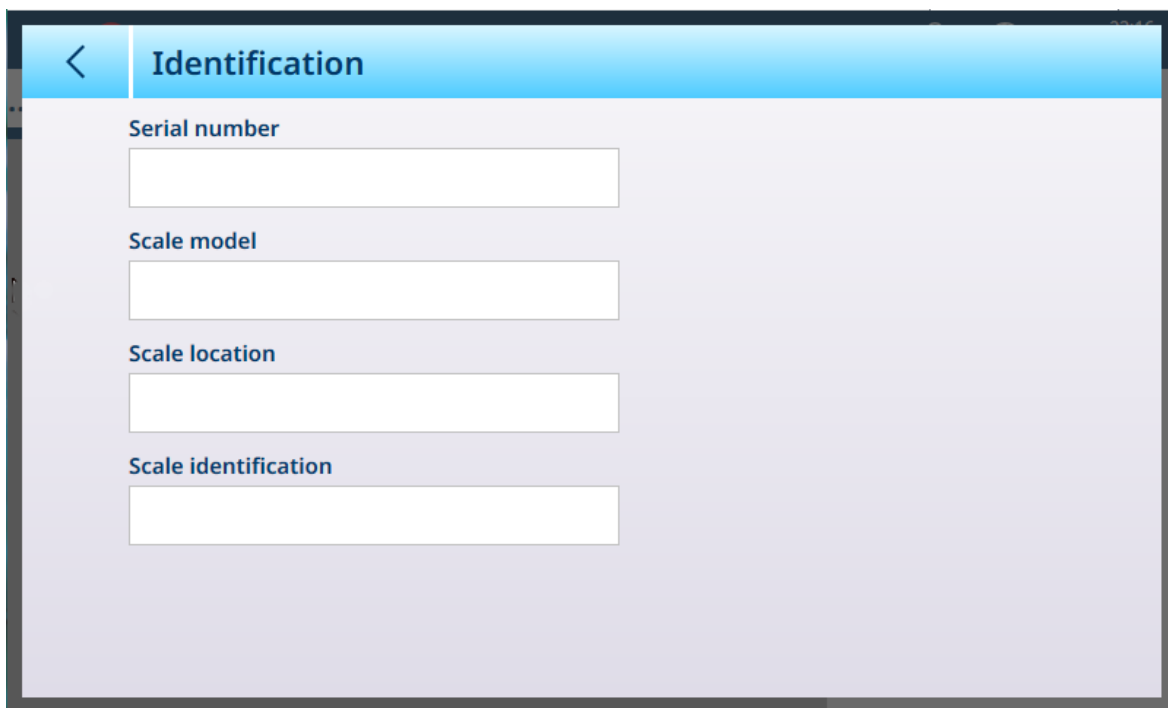 Identification
Serial number
Scale model
Scale location
Scale identification